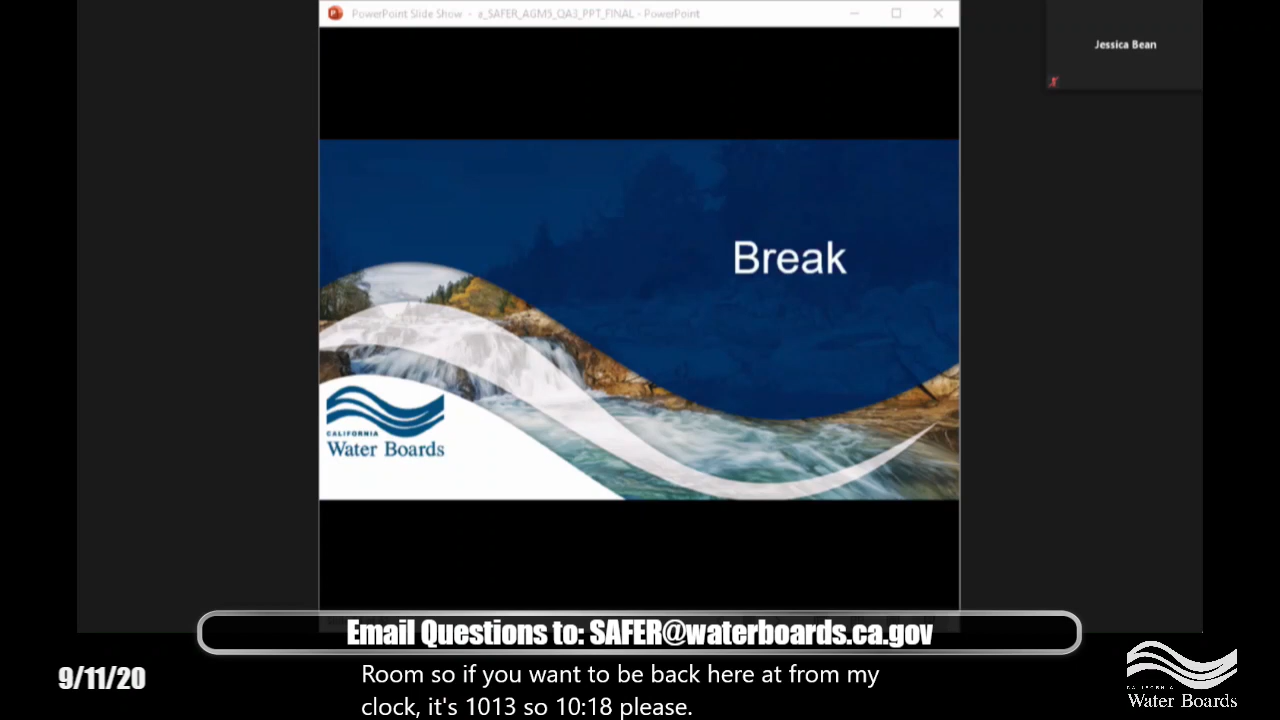 PowerPoint Slide Show - a_SAFER_AGM5_QA3_PPT_FINAL - PowerPoint
Jessica Bean
Break
CALIFORNIA
Water Boards
Email Questions to: SAFER@waterboards.ca.gov
9/11/20
Room so if you want to be back here at from my
clock, it's 1013 so 10:18 please.
CALIFORNIA
Water Boards